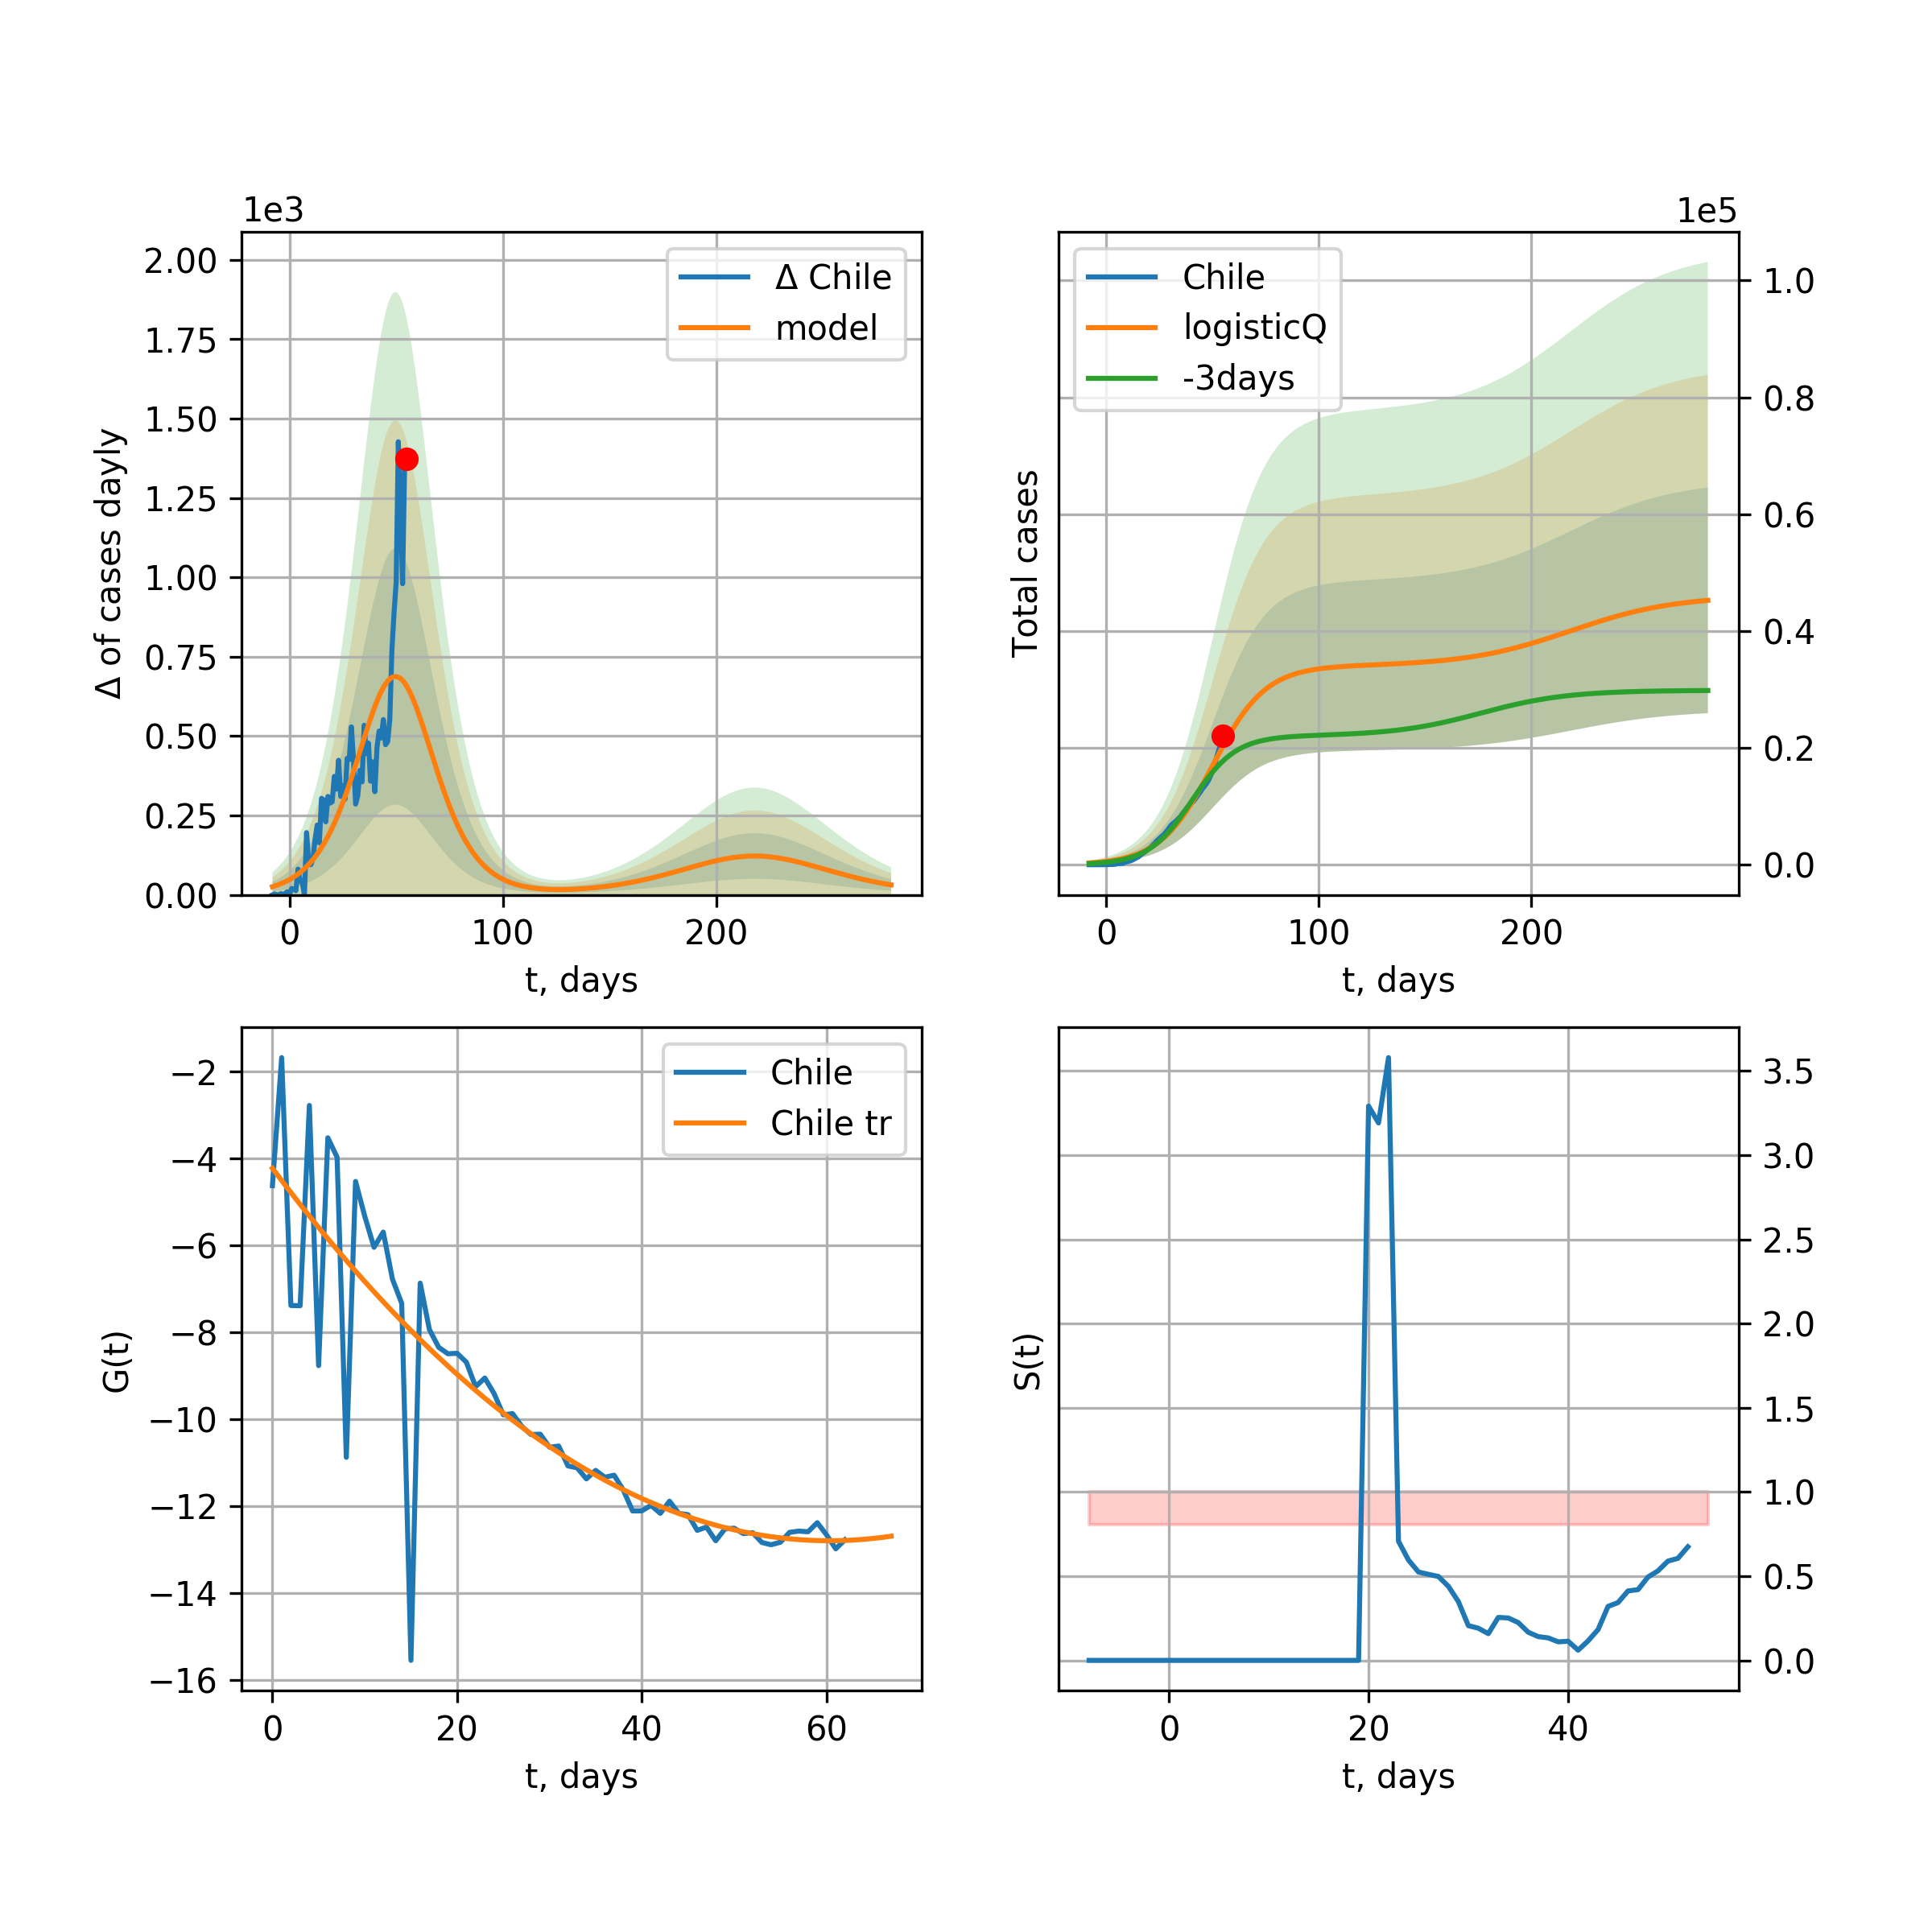 1e3
2.00
1.75
1.50
1.25
1.00
0.75
0.50
0.25
0.00
Δ of cases dayly
Δ Chile
model
0
100
200
t, days
1e5
Total cases
Chile
logisticQ
-3days
1.0
0.8
0.6
0.4
0.2
0.0
0
100
200
t, days
−2
−4
−6
−8
−10
−12
−14
−16
G(t)
Chile
Chile tr
0
20
40
60
t, days
S(t)
3.5
3.0
2.5
2.0
1.5
1.0
0.5
0.0
0
20
40
t, days